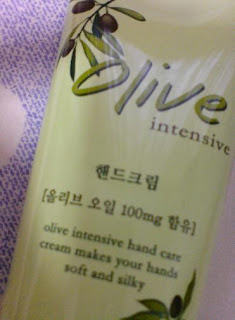 Olive
intensive
핸드크림
[올리브 오일 100mg 함유]
olive intensive hand care
cream makes your hands
soft and silky